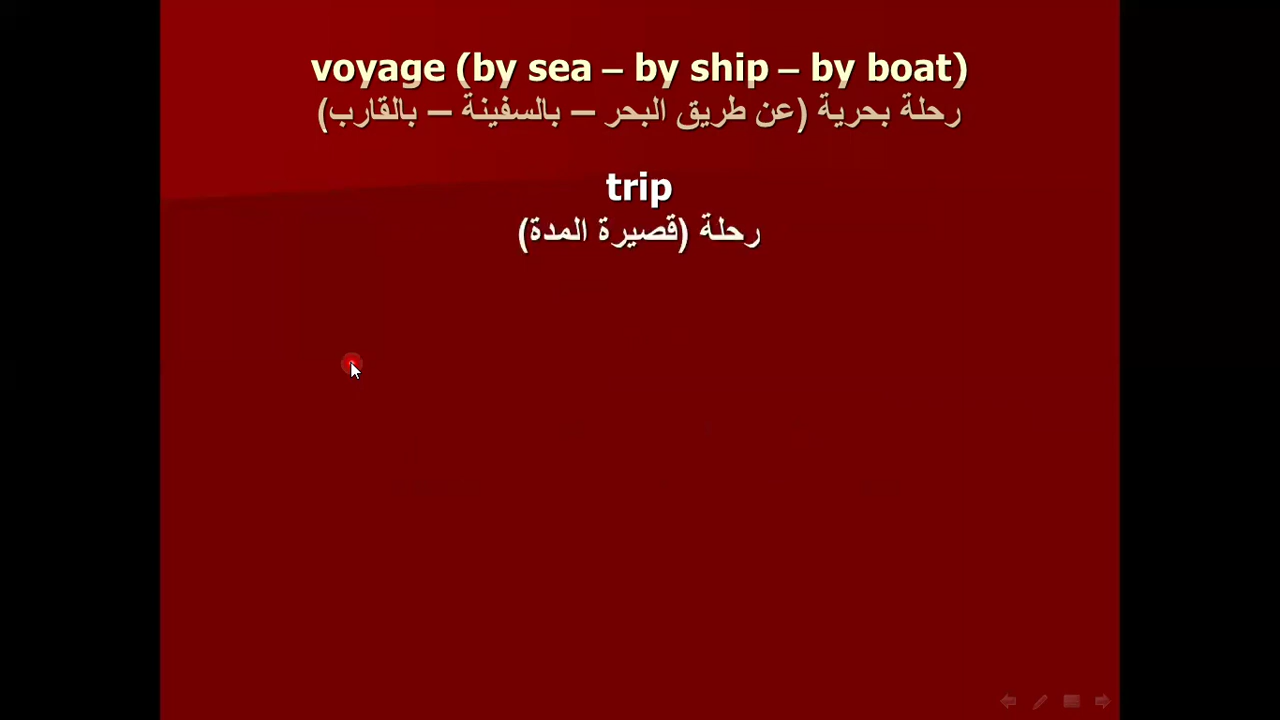 voyage (by sea – by ship – by boat)
رحلة بحرية (عن طريق البحر – بالسفينة – بالقارب)
trip
رحلة (قصيرة المدة)